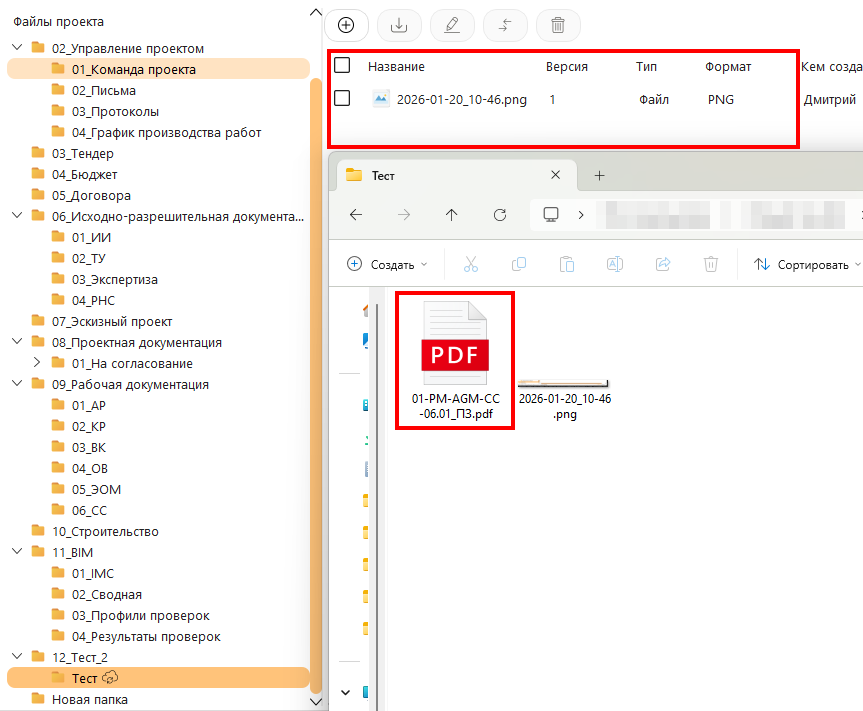 Файлы проекта
02_Управление проектом
01_Команда проекта
02_Письма
03_Протоколы
04_График производства работ
03_Тендер
04_Бюджет
05_Договора
06_Исходно-разрешительная документа...
01_ИИ
02_ТУ
03_Экспертиза
04_РНС
07_Эскизный проект
08_Проектная документация
01_На согласование
09_Рабочая документация
01_АР
02_КР
03_ВК
04_ОВ
05_ЭОМ
06_СС
10_Строительство
11_BIM
01_IMC
02_Сводная
03_Профили проверок
04_Результаты проверок
12_Тест_2
Тест
Новая папка
Название Версия Тип Формат Кем созда
2026-01-20_10-46.png 1 Файл PNG Дмитрий
Тест
Создать Сортировать
PDF
01-PM-AGM-CC
-06.01_ПЗ.pdf
2026-01-20_10-46
.png